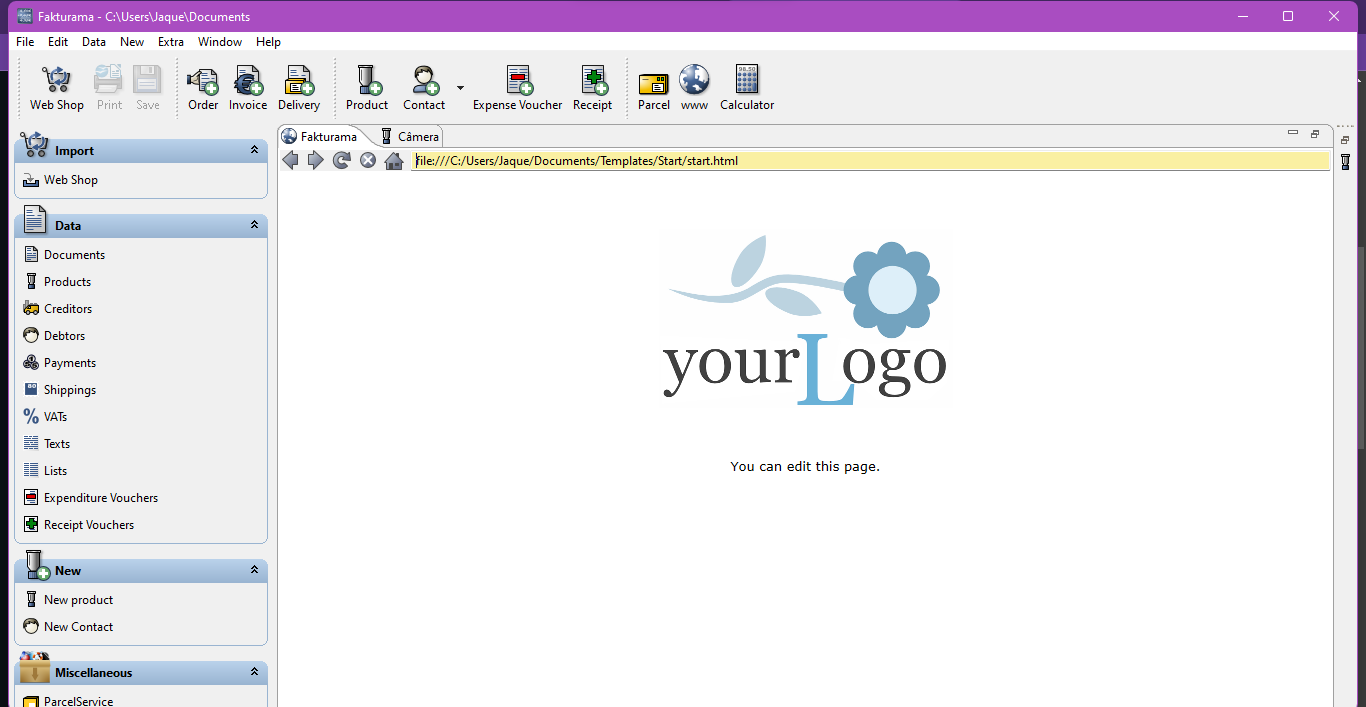 Fakturama - C:\Users\Jaque\Documents
File Edit Data New Extra Window Help
Web Shop Print Save Order Invoice Delivery Product Contact Expense Voucher Receipt Parcel www Calculator
Fakturama Câmera
file:///C:/Users/Jaque/Documents/Templates/Start/start.html
Import
Web Shop
Data
Documents
Products
Creditors
Debtors
Payments
Shippings
VATs
Texts
Lists
Expenditure Vouchers
Receipt Vouchers
New
New product
New Contact
Miscellaneous
ParcelService
yourLogo
You can edit this page.